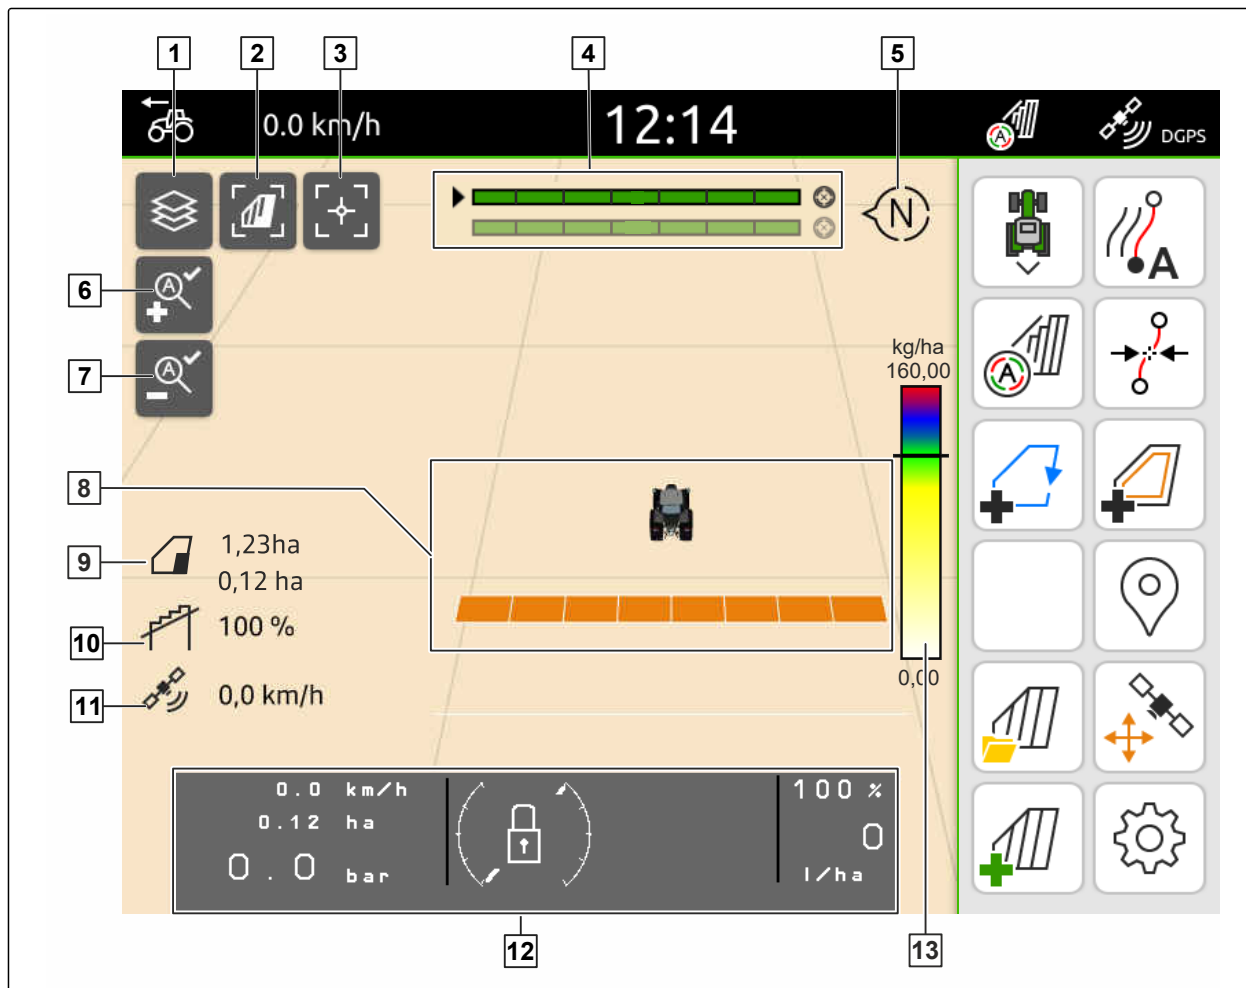 1 2 3 4 5
0.0 km/h 12:14 DGPS
N
A
A
6
A
7
kg/ha
160,00
A
8
1,23ha
9
0,12 ha
10 100 %
11 0,0 km/h
0,00
0.0 km/h
0.12 ha
0.0 bar
100 %
0
l/ha
12 13